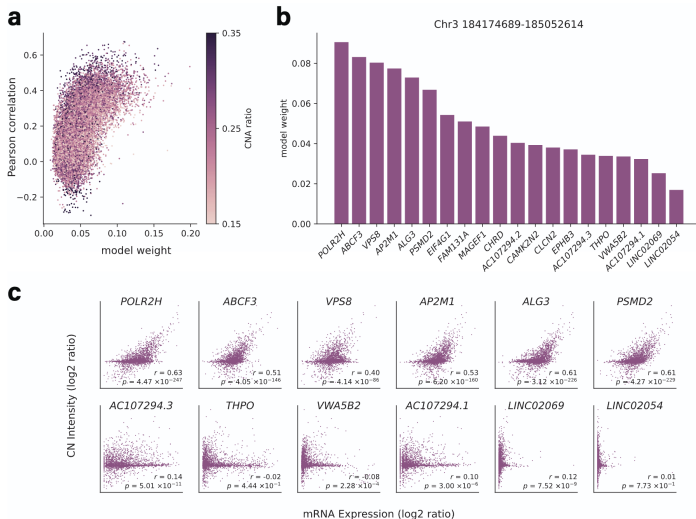 a
0.6
0.4
0.2
0.0
−0.2
Pearson correlation
0.00
0.05
0.10
0.15
0.20
model weight
0.35
0.25
0.15
CNA ratio
b
Chr3 184174689-185052614
0.08
0.06
0.04
0.02
0.00
model weight
POLR2H
ABCF3
VPS8
AP2M1
ALG3
PSMD2
EIF4G1
FAM131A
MAGEF1
CHRD
AC107294.2
CAMK2N2
CLCN2
EPHB3
AC107294.3
THPO
VWA5B2
AC107294.1
LINC02069
LINC02054
c
CN Intensity (log2 ratio)
POLR2H
r = 0.63
p = 4.47 ×10⁻²⁴⁷
ABCF3
r = 0.51
p = 4.05 ×10⁻¹⁴⁶
VPS8
r = 0.40
p = 4.14 ×10⁻⁸⁶
AP2M1
r = 0.53
p = 6.20 ×10⁻¹⁶⁰
ALG3
r = 0.61
p = 3.12 ×10⁻²²⁶
PSMD2
r = 0.61
p = 4.27 ×10⁻²²⁹
AC107294.3
r = 0.14
p = 5.01 ×10⁻¹¹
THPO
r = -0.02
p = 4.44 ×10⁻¹
VWA5B2
r = -0.08
AC107294.1
r = 0.10
p = 3.00 ×10⁻⁶
LINC02069
r = 0.12
p = 7.52 ×10⁻⁹
LINC02054
r = 0.01
p = 7.73 ×10⁻¹
mRNA Expression (log2 ratio)